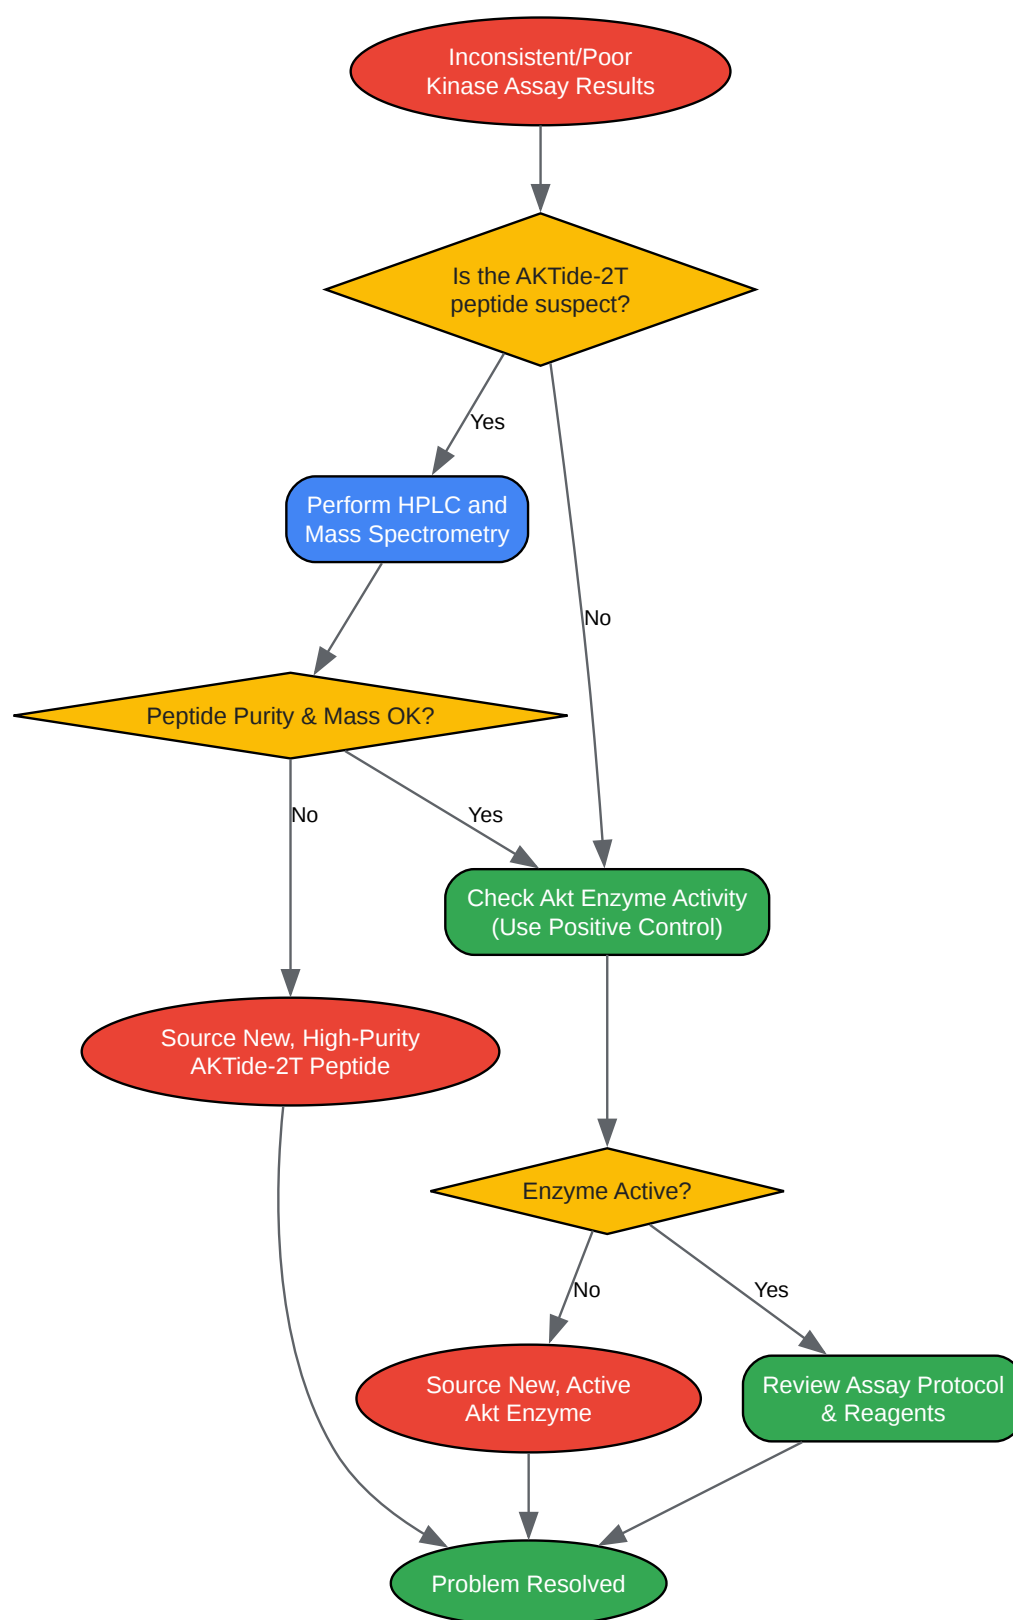 Inconsistent/Poor
Kinase Assay Results
Is the AKTide-2T
peptide suspect?
Yes
Perform HPLC and
Mass Spectrometry
No
Peptide Purity & Mass OK?
No
Yes
Check Akt Enzyme Activity
(Use Positive Control)
Source New, High-Purity
AKTide-2T Peptide
Enzyme Active?
No
Yes
Source New, Active
Akt Enzyme
Review Assay Protocol
& Reagents
Problem Resolved